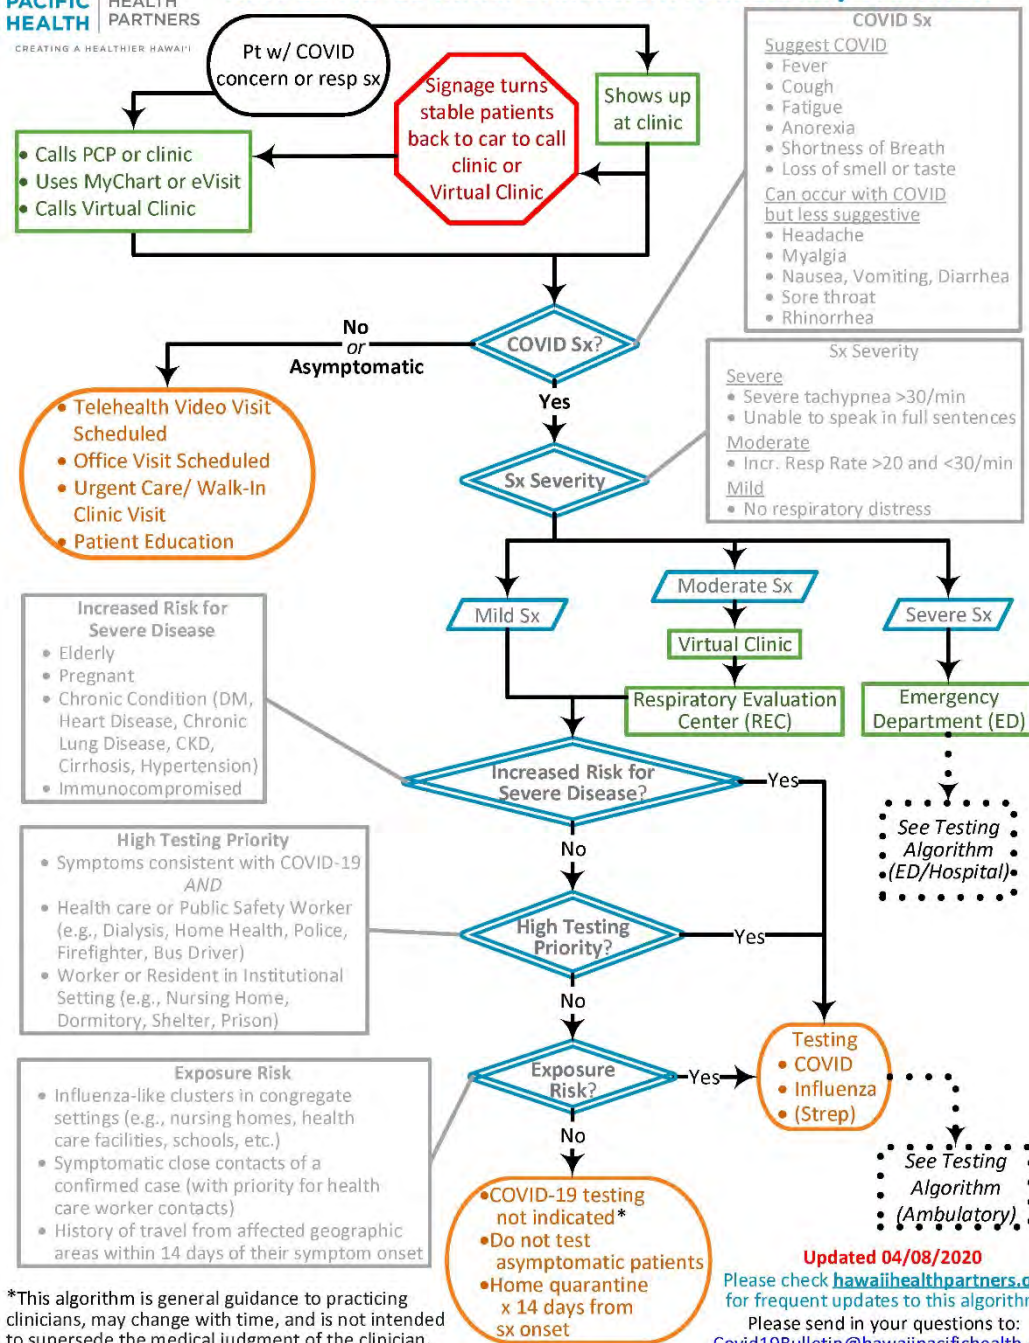 PACIFIC
HEALTH
HEALTH
PARTNERS
CREATING A HEALTHIER HAWAI'I
Pt w/ COVID
concern or resp sx
Signage turns
stable patients
back to car to call
clinic or
Virtual Clinic
Shows up
at clinic
• Calls PCP or clinic
• Uses MyChart or eVisit
• Calls Virtual Clinic
COVID Sx
Suggest COVID
• Fever
• Cough
• Fatigue
• Anorexia
• Shortness of Breath
• Loss of smell or taste
Can occur with COVID
but less suggestive
• Headache
• Myalgia
• Nausea, Vomiting, Diarrhea
• Sore throat
• Rhinorrhea
COVID Sx?
No
or
Asymptomatic
Yes
• Telehealth Video Visit
Scheduled
• Office Visit Scheduled
• Urgent Care/ Walk-In
Clinic Visit
• Patient Education
Sx Severity
Severe
• Severe tachypnea >30/min
• Unable to speak in full sentences
Moderate
• Incr. Resp Rate >20 and <30/min
Mild
• No respiratory distress
Sx Severity
Mild Sx
Moderate Sx
Severe Sx
Virtual Clinic
Respiratory Evaluation
Center (REC)
Emergency
Department (ED)
See Testing
Algorithm
(ED/Hospital)
Increased Risk for
Severe Disease
• Elderly
• Pregnant
• Chronic Condition (DM,
Heart Disease, Chronic
Lung Disease, CKD,
Cirrhosis, Hypertension)
• Immunocompromised
Increased Risk for
Severe Disease?
Yes
No
High Testing Priority
• Symptoms consistent with COVID-19
AND
• Health care or Public Safety Worker
(e.g., Dialysis, Home Health, Police,
Firefighter, Bus Driver)
• Worker or Resident in Institutional
Setting (e.g., Nursing Home,
Dormitory, Shelter, Prison)
High Testing
Priority?
Yes
No
Exposure Risk
• Influenza-like clusters in congregate
settings (e.g., nursing homes, health
care facilities, schools, etc.)
• Symptomatic close contacts of a
confirmed case (with priority for health
care worker contacts)
• History of travel from affected geographic
areas within 14 days of their symptom onset
Exposure
Risk?
Yes
No
Testing
• COVID
• Influenza
• (Strep)
See Testing
Algorithm
(Ambulatory)
•COVID-19 testing
not indicated*
•Do not test
asymptomatic patients
•Home quarantine
x 14 days from
sx onset
Updated 04/08/2020
Please check hawaiihealthpartners.o
for frequent updates to this algorith
Please send in your questions to:
Covid19Bulletin@hawaiipacifichealth
*This algorithm is general guidance to practicing
clinicians, may change with time, and is not intended
to supersede the medical judgment of the clinician